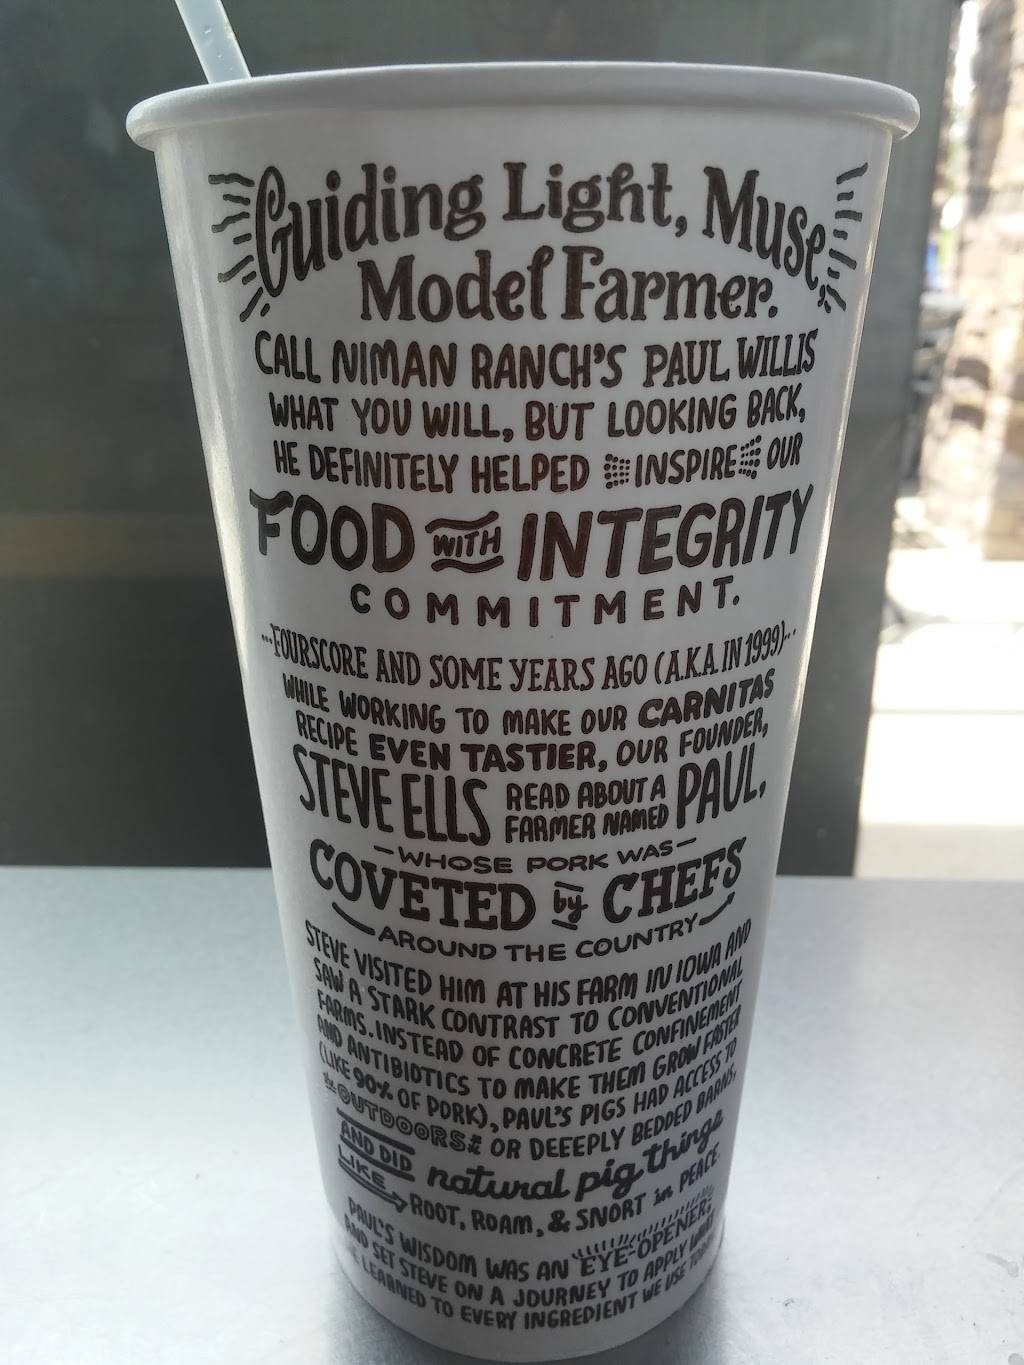 Guiding Light, Muse,
Model Farmer.
CALL NIMAN RANCH'S PAUL WILLIS
WHAT YOU WILL, BUT LOOKING BACK,
HE DEFINITELY HELPED INSPIRE OUR
FOOD WITH INTEGRITY
COMMITMENT.
...FOURSCORE AND SOME YEARS AGO (A.K.A. IN 1999)...
WHILE WORKING TO MAKE OUR CARNITAS
RECIPE EVEN TASTIER, OUR FOUNDER,
STEVE ELLS READ ABOUT A FARMER NAMED PAUL,
-WHOSE PORK WAS-
COVETED by CHEFS
AROUND THE COUNTRY
STEVE VISITED HIM AT HIS FARM IN IOWA AND
SAW A STARK CONTRAST TO CONVENTIONAL
FARMS. INSTEAD OF CONCRETE CONFINEMENT
AND ANTIBIOTICS TO MAKE THEM GROW FASTER
(LIKE 90% OF PORK), PAUL'S PIGS HAD ACCESS TO
the OUTDOORS OR DEEEPLY BEDDED BARNS,
AND DID natural pig things
LIKE ROOT, ROAM, & SNORT in PEACE.
PAUL'S WISDOM WAS AN EYE-OPENER,
AND SET STEVE ON A JOURNEY TO APPLY WHAT
LEARNED TO EVERY INGREDIENT WE USE TODAY.